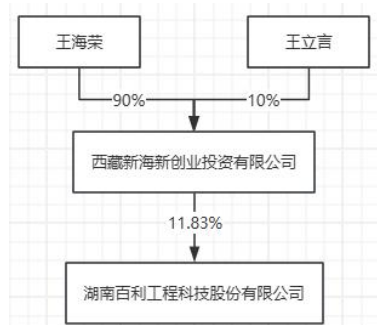 王海荣
王立言
90%
10%
西藏新海新创业投资有限公司
11.83%
湖南百利工程科技股份有限公司